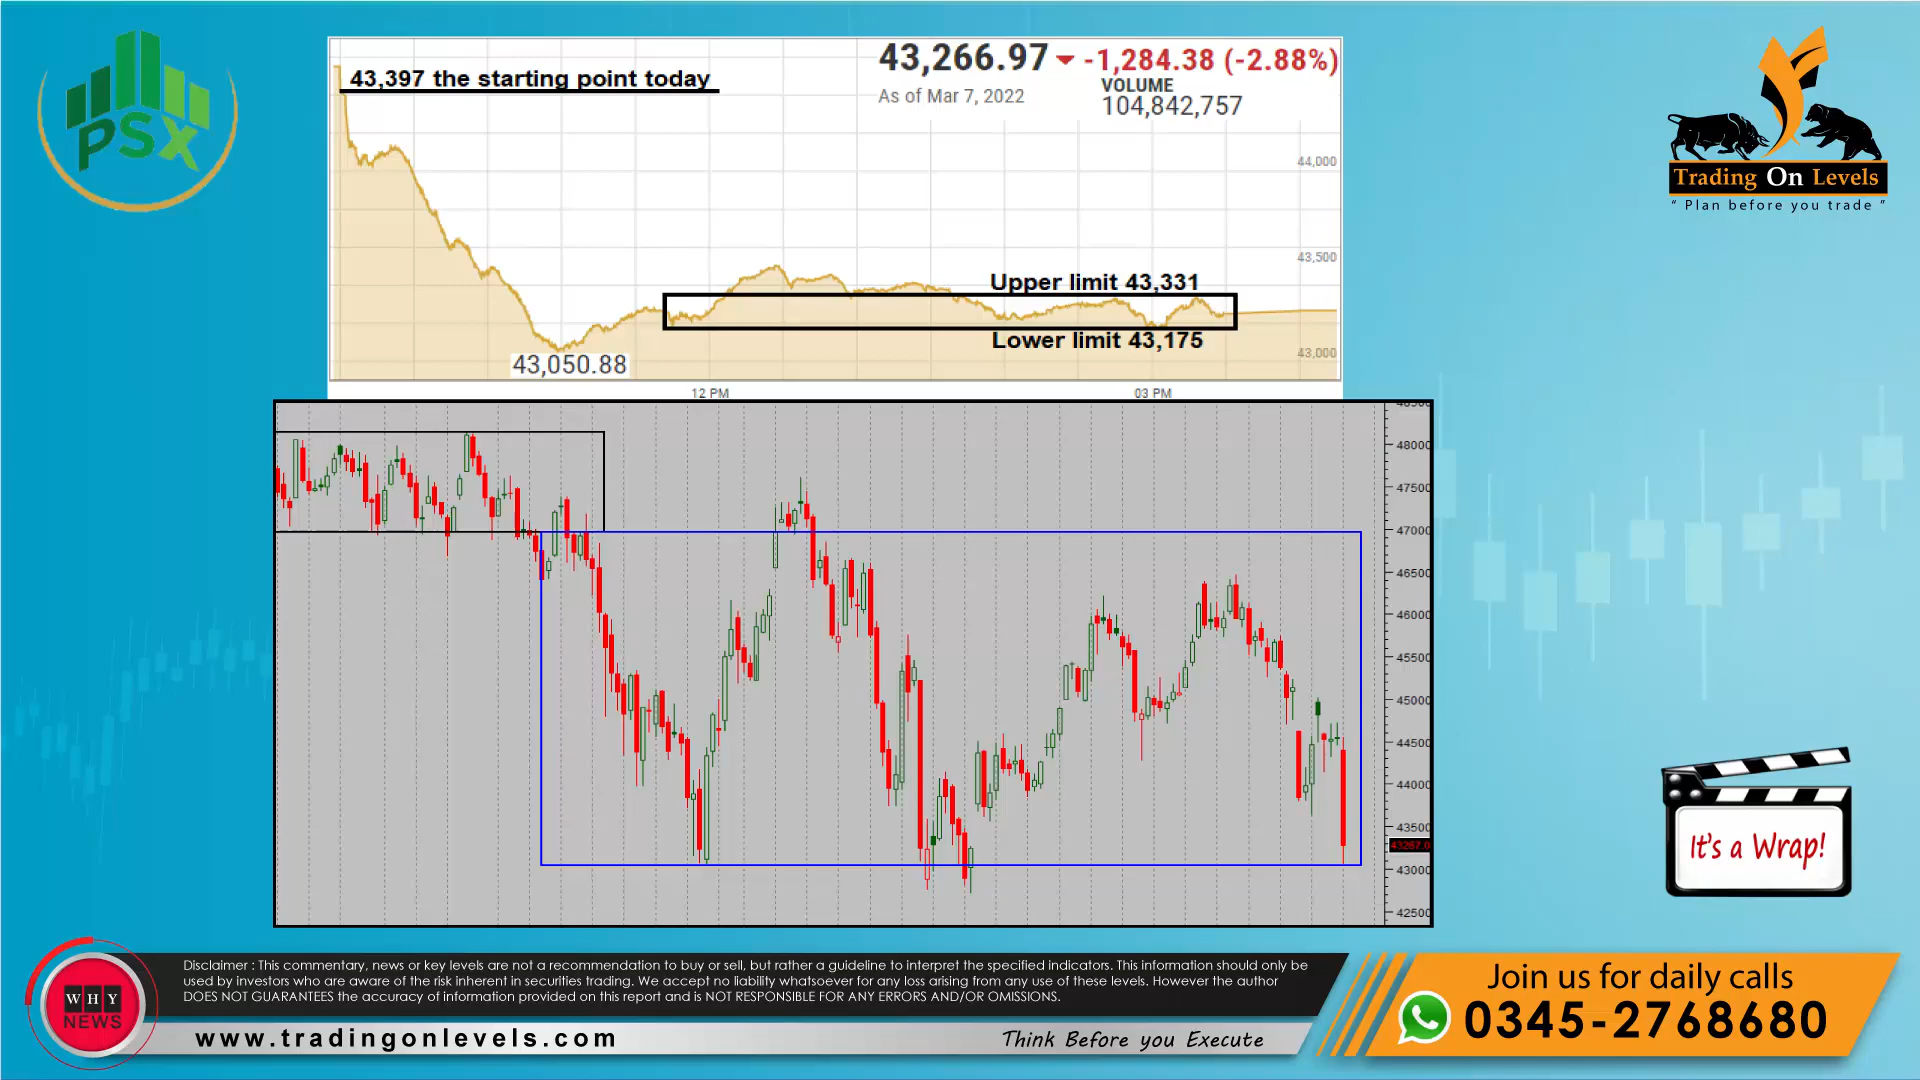 PSX
43,397 the starting point today
43,266.97 -1,284.38 (-2.88%)
As of Mar 7, 2022
VOLUME
104,842,757
44,000
43,500
Upper limit 43,331
Lower limit 43,175
43,000
43,050.88
12 PM
03 PM
Trading On Levels
“ Plan before you trade ”
48000
47500
47000
46500
46000
45500
45000
44500
44000
43500
43267.0
43000
42500
It's a Wrap!
WHY
NEWS
Disclaimer : This commentary, news or key levels are not a recommendation to buy or sell, but rather a guideline to interpret the specified indicators. This information should only be
used by investors who are aware of the risk inherent in securities trading. We accept no liability whatsoever for any loss arising from any use of these levels. However the author
DOES NOT GUARANTEES the accuracy of information provided on this report and is NOT RESPONSIBLE FOR ANY ERRORS AND/OR OMISSIONS.
www.tradingonlevels.com
Think Before you Execute
Join us for daily calls
0345-2768680